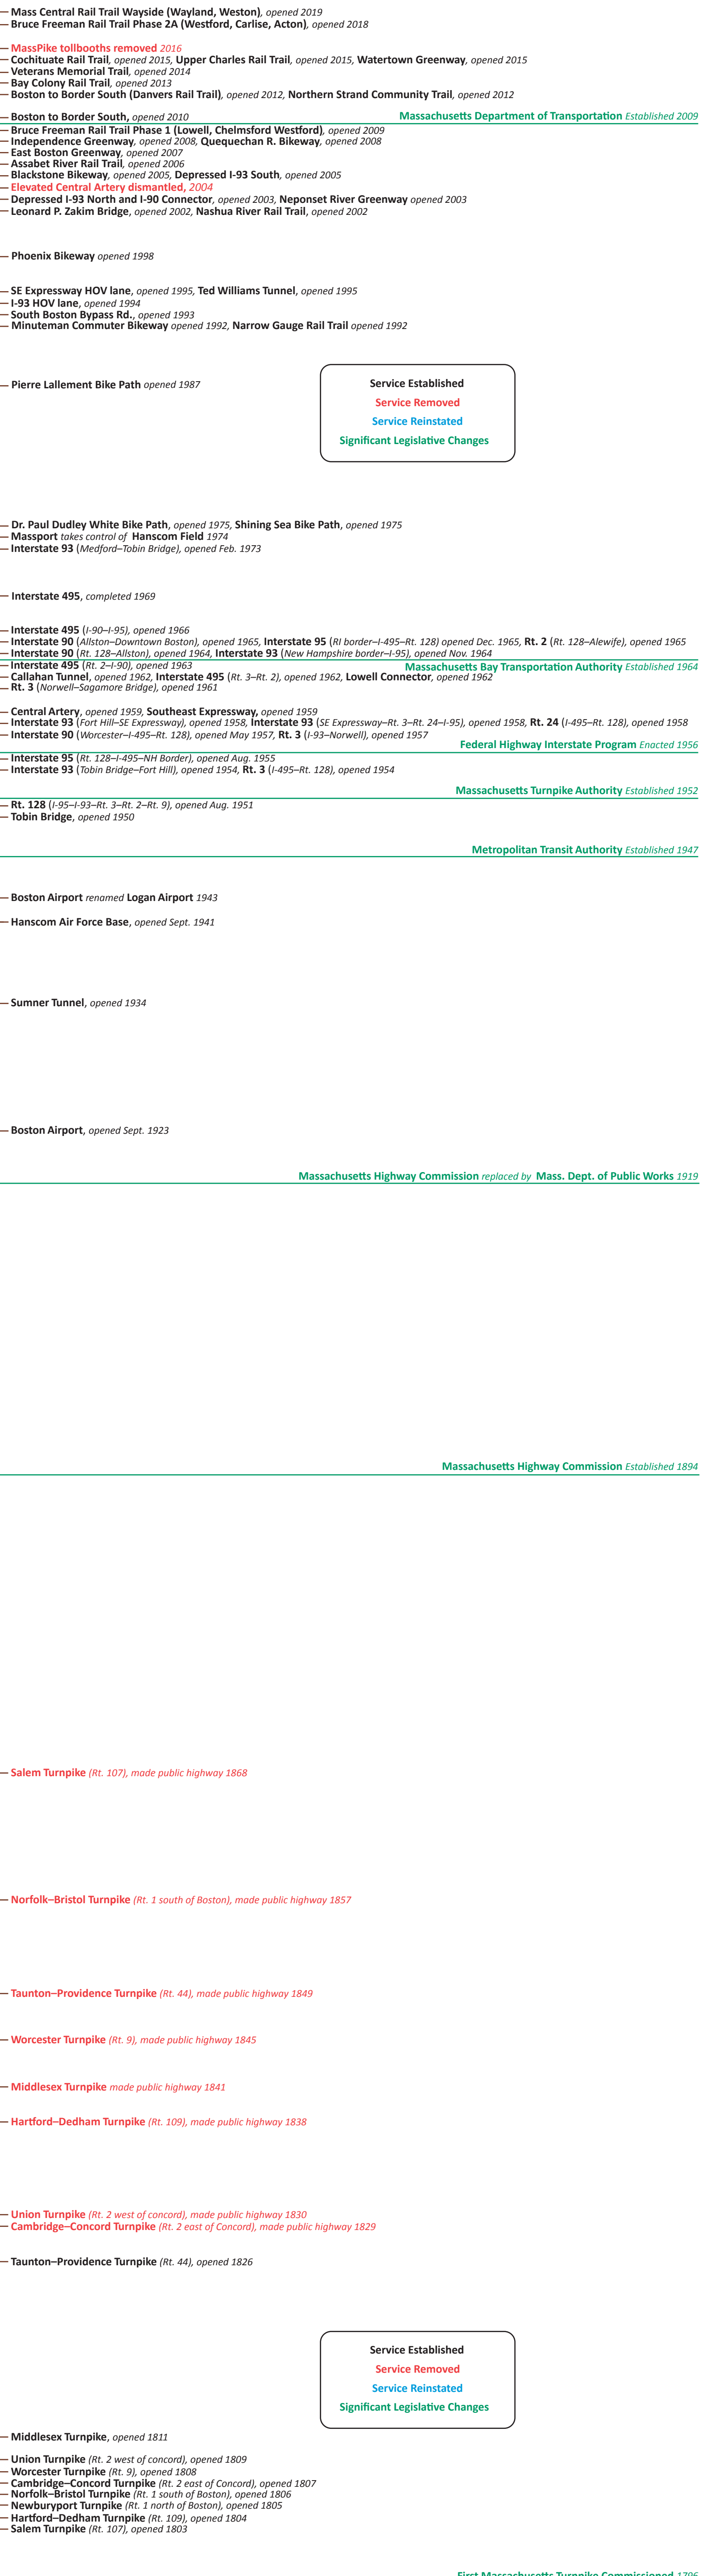 Mass Central Rail Trail Wayside (Wayland, Weston), opened 2019
Bruce Freeman Rail Trail Phase 2A (Westford, Carlise, Acton), opened 2018
MassPike tollbooths removed 2016
Cochituate Rail Trail, opened 2015, Upper Charles Rail Trail, opened 2015, Watertown Greenway, opened 2015
Veterans Memorial Trail, opened 2014
Bay Colony Rail Trail, opened 2013
Boston to Border South (Danvers Rail Trail), opened 2012, Northern Strand Community Trail, opened 2012
Boston to Border South, opened 2010
Massachusetts Department of Transportation Established 2009
Bruce Freeman Rail Trail Phase 1 (Lowell, Chelmsford Westford), opened 2009
Independence Greenway, opened 2008, Quequechan R. Bikeway, opened 2008
East Boston Greenway, opened 2007
Assabet River Rail Trail, opened 2006
Blackstone Bikeway, opened 2005, Depressed I-93 South, opened 2005
Elevated Central Artery dismantled, 2004
Depressed I-93 North and I-90 Connector, opened 2003, Neponset River Greenway opened 2003
Leonard P. Zakim Bridge, opened 2002, Nashua River Rail Trail, opened 2002
Phoenix Bikeway opened 1998
SE Expressway HOV lane, opened 1995, Ted Williams Tunnel, opened 1995
I-93 HOV lane, opened 1994
South Boston Bypass Rd., opened 1993
Minuteman Commuter Bikeway opened 1992, Narrow Gauge Rail Trail opened 1992
Pierre Lallement Bike Path opened 1987
Service Established
Service Removed
Service Reinstated
Significant Legislative Changes
Dr. Paul Dudley White Bike Path, opened 1975, Shining Sea Bike Path, opened 1975
Massport takes control of Hanscom Field 1974
Interstate 93 (Medford–Tobin Bridge), opened Feb. 1973
Interstate 495, completed 1969
Interstate 495 (I-90–I-95), opened 1966
Interstate 90 (Allston–Downtown Boston), opened 1965, Interstate 95 (RI border–I-495–Rt. 128) opened Dec. 1965, Rt. 2 (Rt. 128–Alewife), opened 1965
Interstate 90 (Rt. 128–Allston), opened 1964, Interstate 93 (New Hampshire border–I-95), opened Nov. 1964
Interstate 495 (Rt. 2–I-90), opened 1963
Massachusetts Bay Transportation Authority Established 1964
Callahan Tunnel, opened 1962, Interstate 495 (Rt. 3–Rt. 2), opened 1962, Lowell Connector, opened 1962
Rt. 3 (Norwell–Sagamore Bridge), opened 1961
Central Artery, opened 1959, Southeast Expressway, opened 1959
Interstate 93 (Fort Hill–SE Expressway), opened 1958, Interstate 93 (SE Expressway–Rt. 3–Rt. 24–I-95), opened 1958, Rt. 24 (I-495–Rt. 128), opened 1958
Interstate 90 (Worcester–I-495–Rt. 128), opened May 1957, Rt. 3 (I-93–Norwell), opened 1957
Federal Highway Interstate Program Enacted 1956
Interstate 95 (Rt. 128–I-495–NH Border), opened Aug. 1955
Interstate 93 (Tobin Bridge–Fort Hill), opened 1954, Rt. 3 (I-495–Rt. 128), opened 1954
Massachusetts Turnpike Authority Established 1952
Rt. 128 (I-95–I-93–Rt. 3–Rt. 2–Rt. 9), opened Aug. 1951
Tobin Bridge, opened 1950
Metropolitan Transit Authority Established 1947
Boston Airport renamed Logan Airport 1943
Hanscom Air Force Base, opened Sept. 1941
Sumner Tunnel, opened 1934
Boston Airport, opened Sept. 1923
Massachusetts Highway Commission replaced by Mass. Dept. of Public Works 1919
Massachusetts Highway Commission Established 1894
Salem Turnpike (Rt. 107), made public highway 1868
Norfolk–Bristol Turnpike (Rt. 1 south of Boston), made public highway 1857
Taunton–Providence Turnpike (Rt. 44), made public highway 1849
Worcester Turnpike (Rt. 9), made public highway 1845
Middlesex Turnpike made public highway 1841
Hartford–Dedham Turnpike (Rt. 109), made public highway 1838
Union Turnpike (Rt. 2 west of concord), made public highway 1830
Cambridge–Concord Turnpike (Rt. 2 east of Concord), made public highway 1829
Taunton–Providence Turnpike (Rt. 44), opened 1826
Service Established
Service Removed
Service Reinstated
Significant Legislative Changes
Middlesex Turnpike, opened 1811
Union Turnpike (Rt. 2 west of concord), opened 1809
Worcester Turnpike (Rt. 9), opened 1808
Cambridge–Concord Turnpike (Rt. 2 east of Concord), opened 1807
Norfolk–Bristol Turnpike (Rt. 1 south of Boston), opened 1806
Newburyport Turnpike (Rt. 1 north of Boston), opened 1805
Hartford–Dedham Turnpike (Rt. 109), opened 1804
Salem Turnpike (Rt. 107), opened 1803
First Massachusetts Turnpike Commissioned 1796